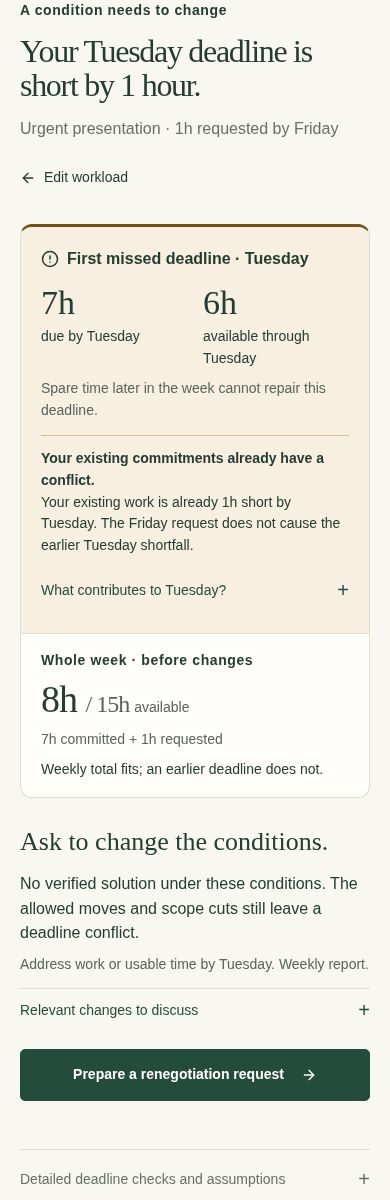 A condition needs to change
Your Tuesday deadline is
short by 1 hour.
Urgent presentation · 1h requested by Friday
← Edit workload
First missed deadline · Tuesday
7h
due by Tuesday
6h
available through
Tuesday
Spare time later in the week cannot repair this
deadline.
Your existing commitments already have a
conflict.
Your existing work is already 1h short by
Tuesday. The Friday request does not cause the
earlier Tuesday shortfall.
What contributes to Tuesday? +
Whole week · before changes
8h / 15h available
7h committed + 1h requested
Weekly total fits; an earlier deadline does not.
Ask to change the conditions.
No verified solution under these conditions. The
allowed moves and scope cuts still leave a
deadline conflict.
Address work or usable time by Tuesday. Weekly report.
Relevant changes to discuss +
Prepare a renegotiation request →
Detailed deadline checks and assumptions +